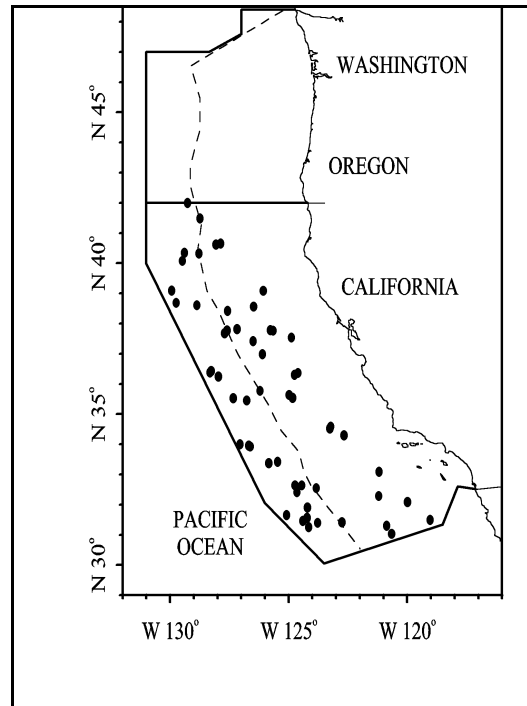 WASHINGTON
N 45°
OREGON
N 40°
CALIFORNIA
N 35°
PACIFIC
OCEAN
N 30°
W 130°
W 125°
W 120°